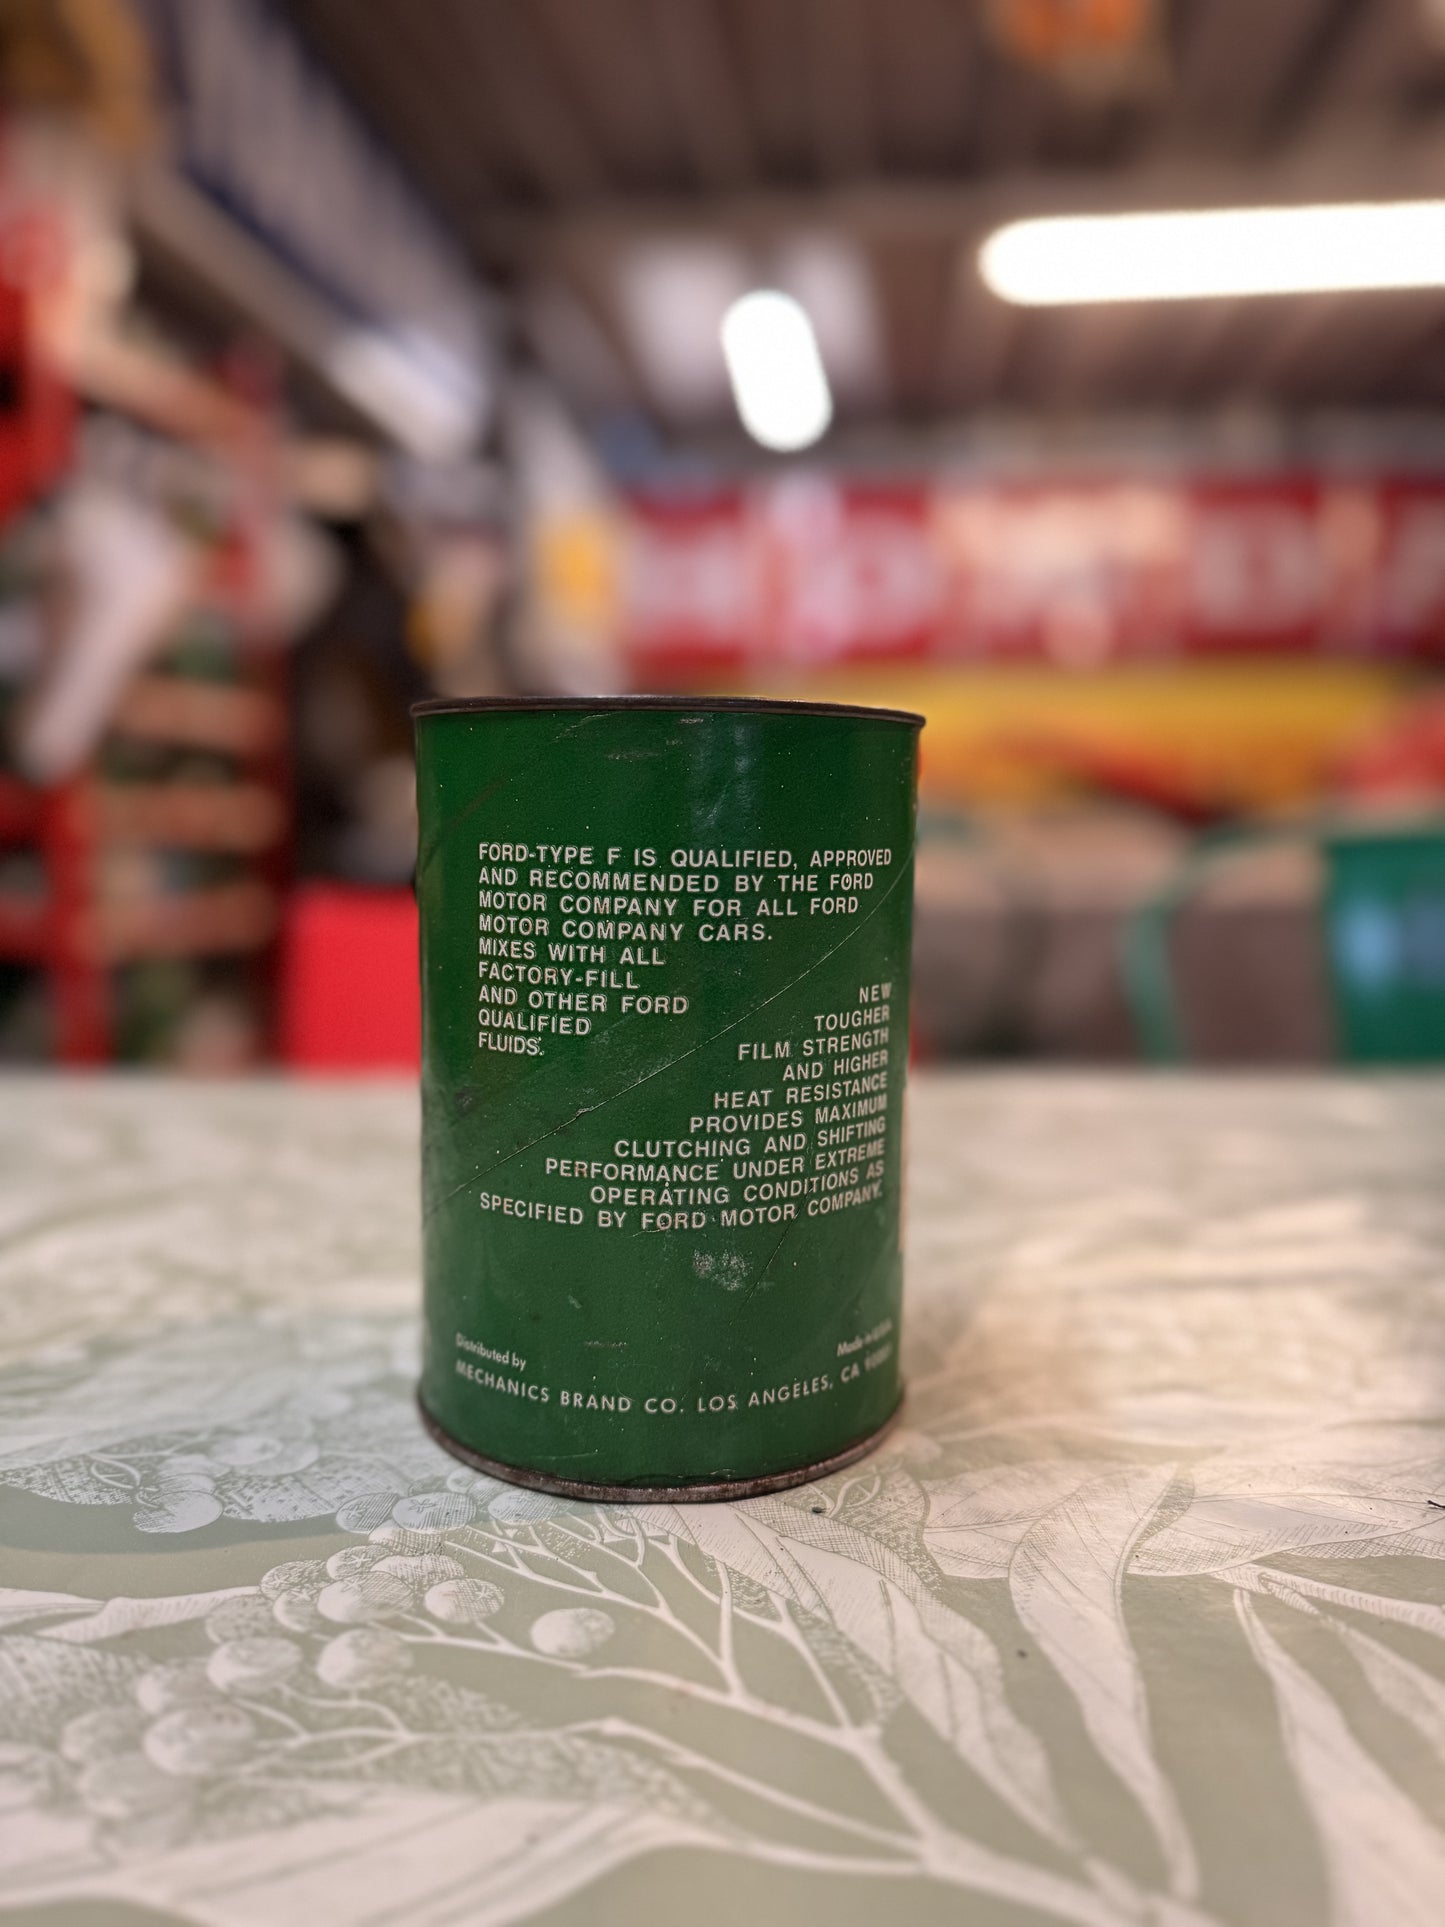 FORD-TYPE F IS QUALIFIED, APPROVED
AND RECOMMENDED BY THE FORD
MOTOR COMPANY FOR ALL FORD
MOTOR COMPANY CARS.
MIXES WITH ALL
FACTORY-FILL
AND OTHER FORD
QUALIFIED
FLUIDS.
NEW
TOUGHER
FILM STRENGTH
AND HIGHER
HEAT RESISTANCE
PROVIDES MAXIMUM
CLUTCHING AND SHIFTING
PERFORMANCE UNDER EXTREME
OPERATING CONDITIONS AS
SPECIFIED BY FORD MOTOR COMPANY.
Distributed by
Made in U.S.A.
MECHANICS BRAND CO. LOS ANGELES, CA